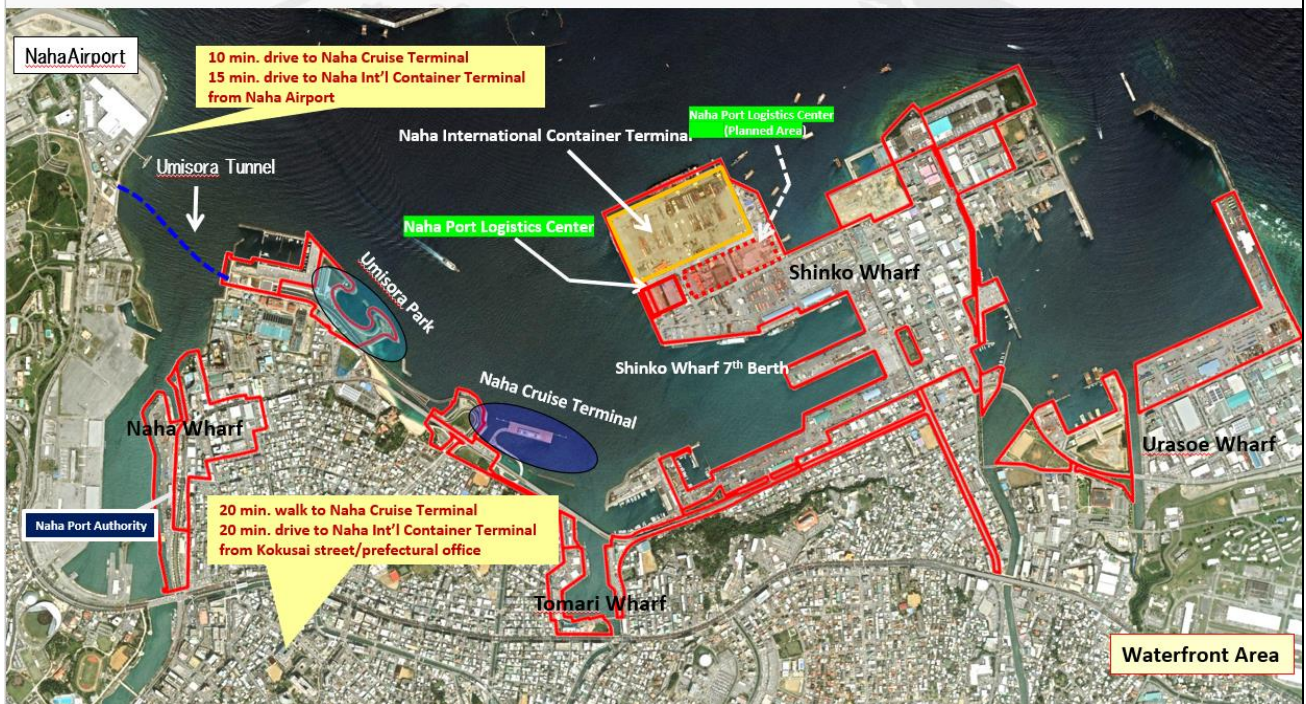 NahaAirport
10 min. drive to Naha Cruise Terminal
15 min. drive to Naha Int'l Container Terminal
from Naha Airport
Umisora Tunnel
Naha International Container Terminal
Naha Port Logistics Center
(Planned Area)
Naha Port Logistics Center
Umisora Park
Shinko Wharf
Shinko Wharf 7th Berth
Naha Cruise Terminal
Naha Wharf
Urasoe Wharf
Naha Port Authority
20 min. walk to Naha Cruise Terminal
20 min. drive to Naha Int'l Container Terminal
from Kokusai street/prefectural office
Tomari Wharf
Waterfront Area